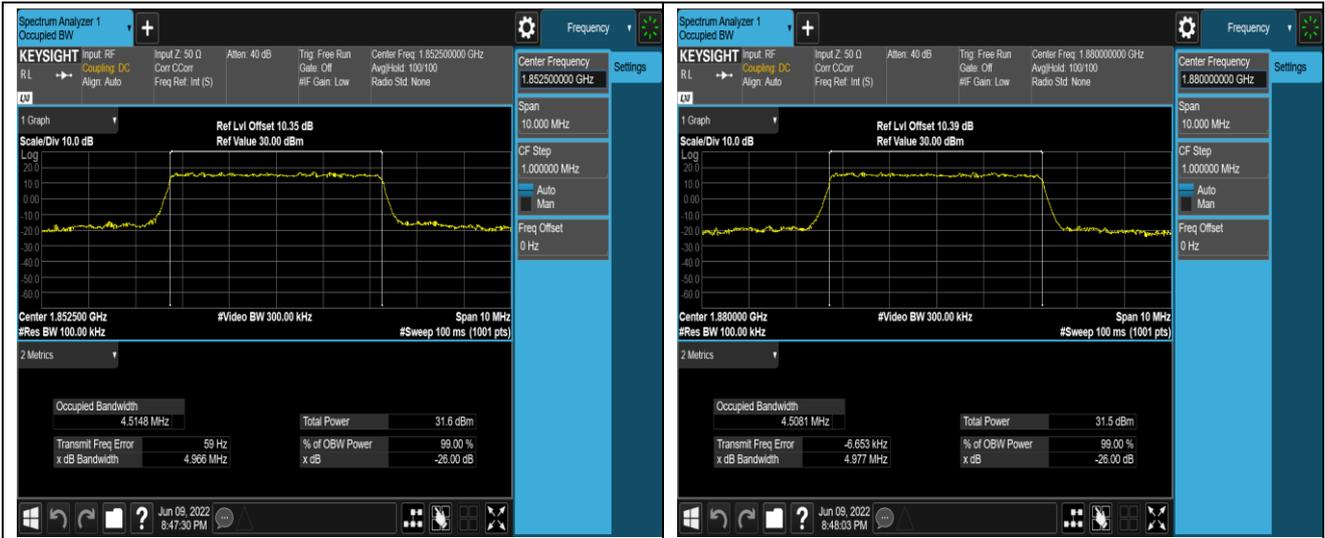 Spectrum Analyzer 1
Occupied BW
+
Frequency
KEYSIGHT
RL
LXI
Input: RF
Coupling: DC
Align: Auto
Input Z: 50 Ω
Corr CCorr
Freq Ref: Int (S)
Atten: 40 dB
Trig: Free Run
Gate: Off
#IF Gain: Low
Center Freq: 1.852500000 GHz
Avg|Hold: 100/100
Radio Std: None
Center Frequency
1.852500000 GHz
Settings
Span
10.000 MHz
CF Step
1.000000 MHz
Auto
Man
Freq Offset
0 Hz
1 Graph
Ref Lvl Offset 10.35 dB
Scale/Div 10.0 dB
Ref Value 30.00 dBm
Log
20.0
10.0
0.00
-10.0
-20.0
-30.0
-40.0
-50.0
-60.0
Center 1.852500 GHz
#Video BW 300.00 kHz
Span 10 MHz
#Res BW 100.00 kHz
#Sweep 100 ms (1001 pts)
2 Metrics
Occupied Bandwidth
4.5148 MHz
Total Power 31.6 dBm
Transmit Freq Error 59 Hz
% of OBW Power 99.00 %
x dB Bandwidth 4.966 MHz
x dB -26.00 dB
?
Jun 09, 2022
8:47:30 PM
Spectrum Analyzer 1
Occupied BW
+
Frequency
KEYSIGHT
RL
LXI
Input: RF
Coupling: DC
Align: Auto
Input Z: 50 Ω
Corr CCorr
Freq Ref: Int (S)
Atten: 40 dB
Trig: Free Run
Gate: Off
#IF Gain: Low
Center Freq: 1.880000000 GHz
Avg|Hold: 100/100
Radio Std: None
Center Frequency
1.880000000 GHz
Settings
Span
10.000 MHz
CF Step
1.000000 MHz
Auto
Man
Freq Offset
0 Hz
1 Graph
Ref Lvl Offset 10.39 dB
Scale/Div 10.0 dB
Ref Value 30.00 dBm
Log
20.0
10.0
0.00
-10.0
-20.0
-30.0
-40.0
-50.0
-60.0
Center 1.880000 GHz
#Video BW 300.00 kHz
Span 10 MHz
#Res BW 100.00 kHz
#Sweep 100 ms (1001 pts)
2 Metrics
Occupied Bandwidth
4.5081 MHz
Total Power 31.5 dBm
Transmit Freq Error -6.653 kHz
% of OBW Power 99.00 %
x dB Bandwidth 4.977 MHz
x dB -26.00 dB
?
Jun 09, 2022
8:48:03 PM